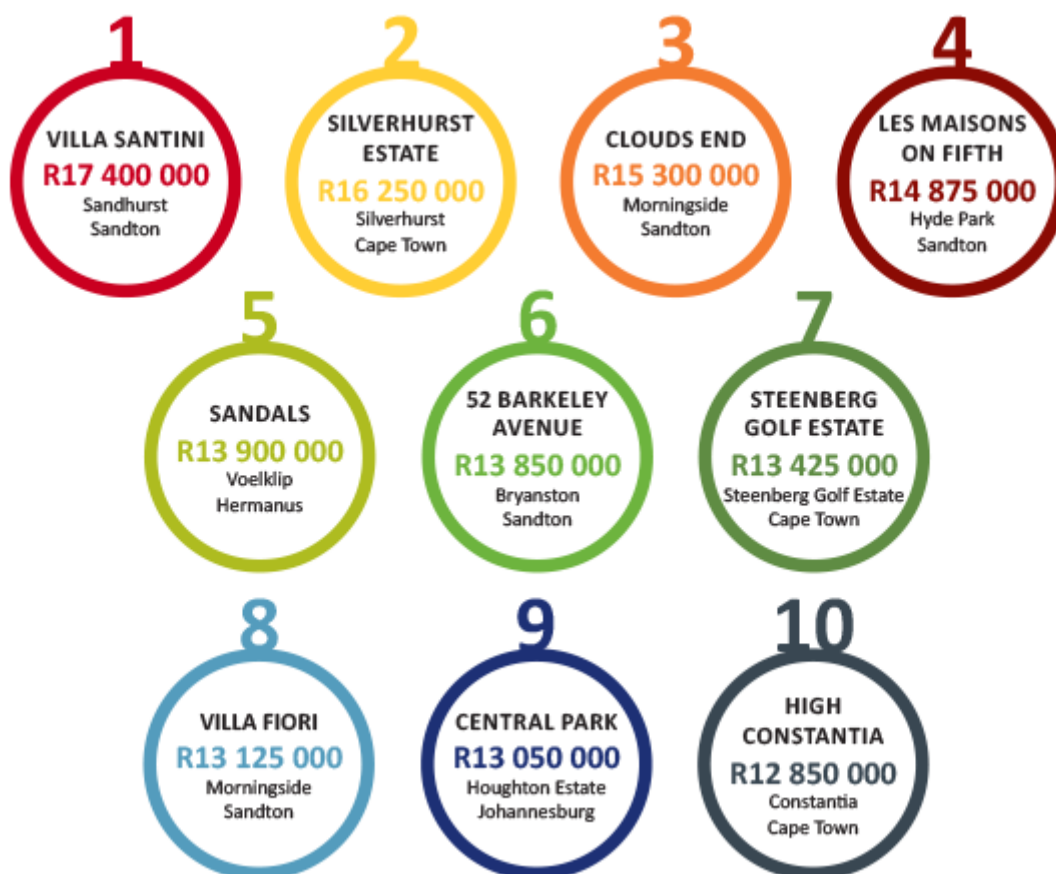 1
VILLA SANTINI
R17 400 000
Sandhurst
Sandton
2
SILVERHURST
ESTATE
R16 250 000
Silverhurst
Cape Town
3
CLOUDS END
R15 300 000
Morningside
Sandton
4
LES MAISONS
ON FIFTH
R14 875 000
Hyde Park
Sandton
5
SANDALS
R13 900 000
Voelklip
Hermanus
6
52 BARKELEY
AVENUE
R13 850 000
Bryanston
Sandton
7
STEENBERG
GOLF ESTATE
R13 425 000
Steenberg Golf Estate
Cape Town
8
VILLA FIORI
R13 125 000
Morningside
Sandton
9
CENTRAL PARK
R13 050 000
Houghton Estate
Johannesburg
10
HIGH
CONSTANTIA
R12 850 000
Constantia
Cape Town